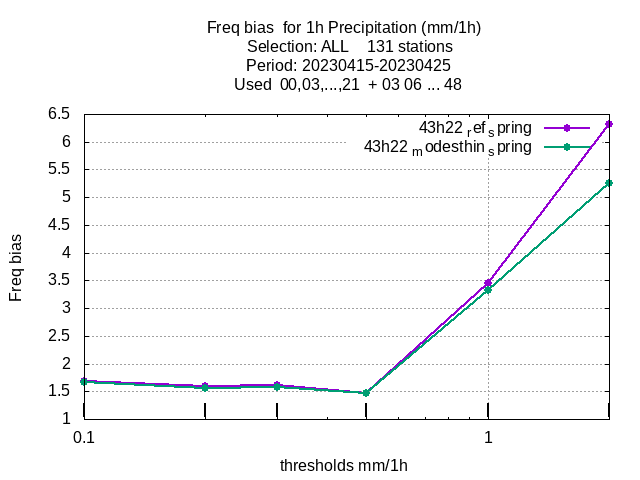 Freq bias  for 1h Precipitation (mm/1h)
Selection: ALL    131 stations
Period: 20230415-20230425
Used  00,03,...,21  + 03 06 ... 48
43h22 ref spring
43h22 modesthin spring
6.5
6
5.5
5
4.5
4
3.5
3
2.5
2
1.5
1
Freq bias
0.1
1
thresholds mm/1h